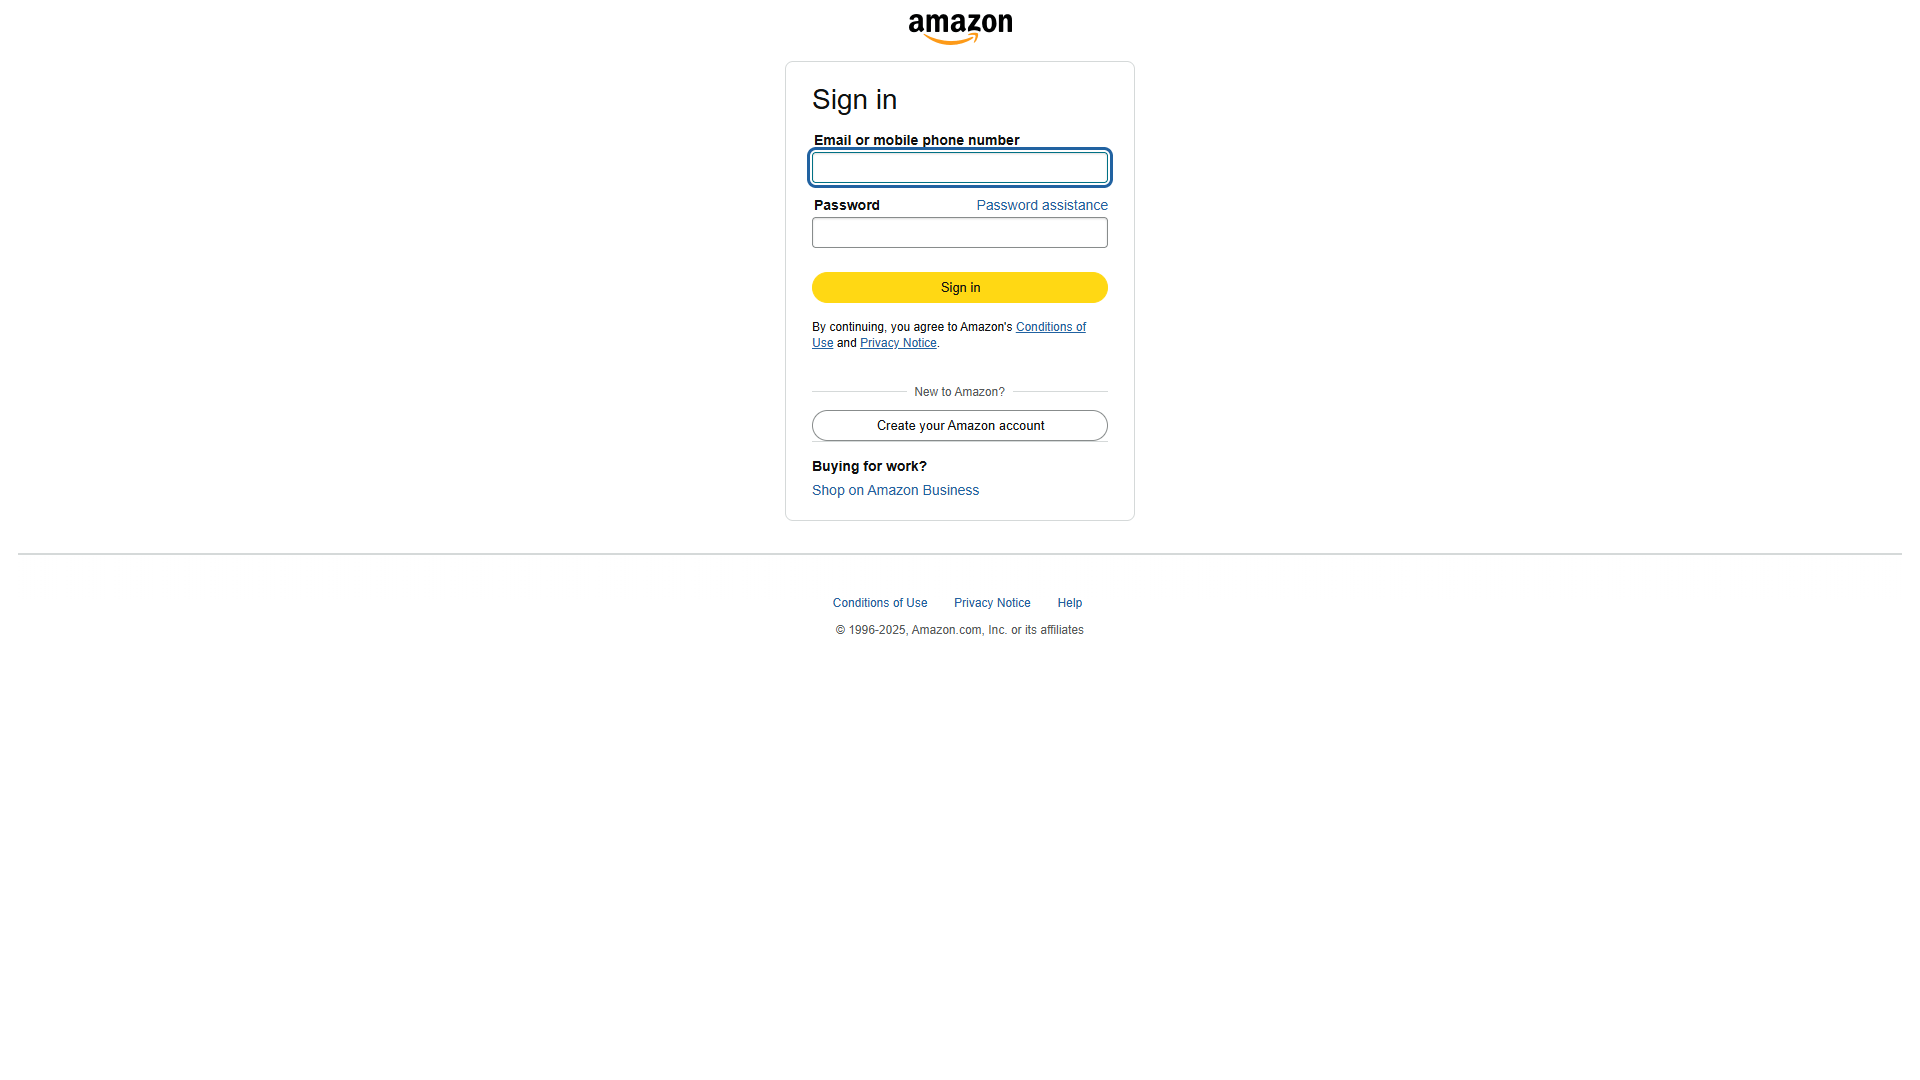 amazon
Sign in
Email or mobile phone number
Password
Password assistance
Sign in
By continuing, you agree to Amazon's Conditions of
Use and Privacy Notice.
New to Amazon?
Create your Amazon account
Buying for work?
Shop on Amazon Business
Conditions of Use
Privacy Notice
Help
© 1996-2025, Amazon.com, Inc. or its affiliates